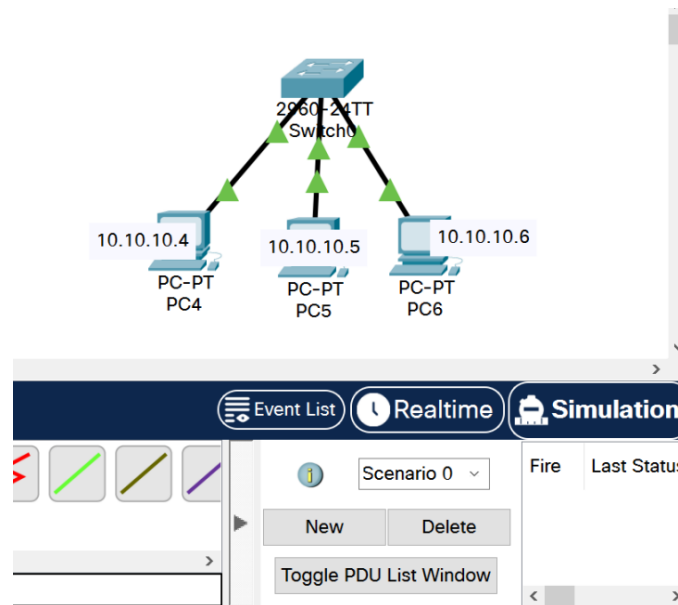 2960-24TT
Switch0
10.10.10.4
10.10.10.5
10.10.10.6
PC-PT
PC4
PC-PT
PC5
PC-PT
PC6
Event List
Realtime
Simulation
Scenario 0
Fire
Last Status
New
Delete
Toggle PDU List Window